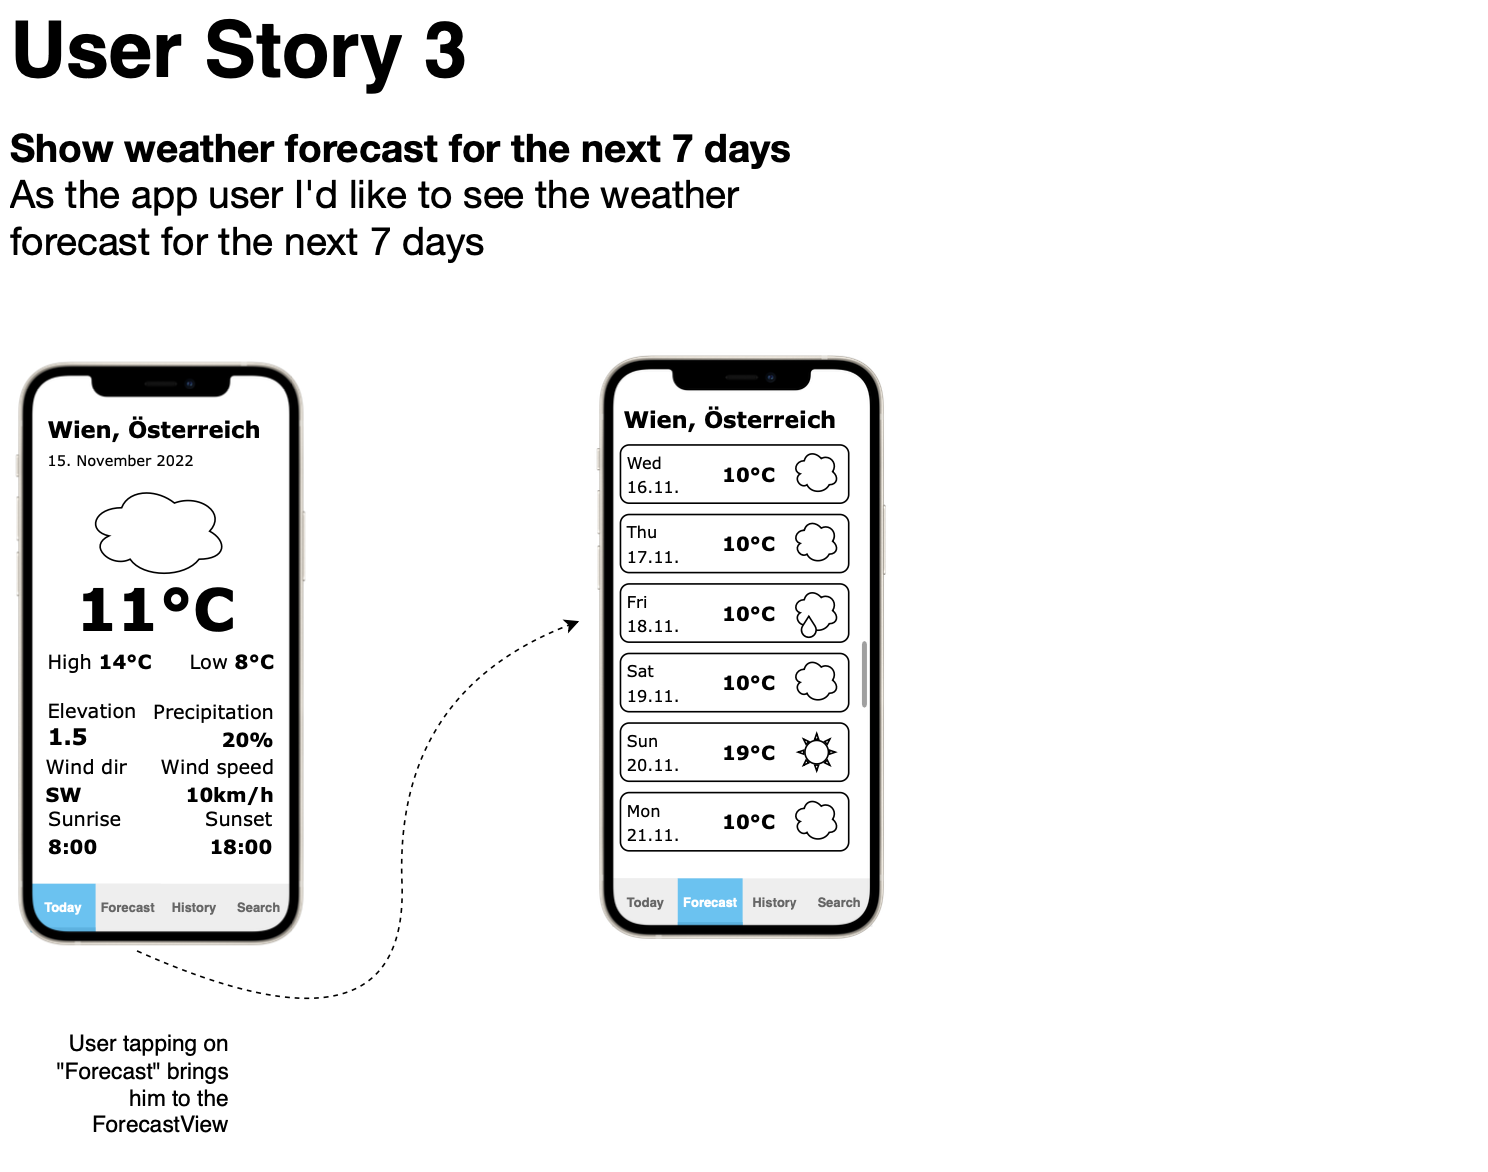 User Story 3
Show weather forecast for the next 7 days
As the app user I'd like to see the weather
forecast for the next 7 days
Wien, Österreich
15. November 2022
11°C
High 14°C Low 8°C
Elevation Precipitation
1.5 20%
Wind dir Wind speed
SW 10km/h
Sunrise Sunset
8:00 18:00
Today Forecast History Search
Wien, Österreich
Wed
16.11.
10°C
Thu
17.11.
10°C
Fri
18.11.
10°C
Sat
19.11.
10°C
Sun
20.11.
19°C
Mon
21.11.
10°C
Today Forecast History Search
User tapping on
"Forecast" brings
him to the
ForecastView